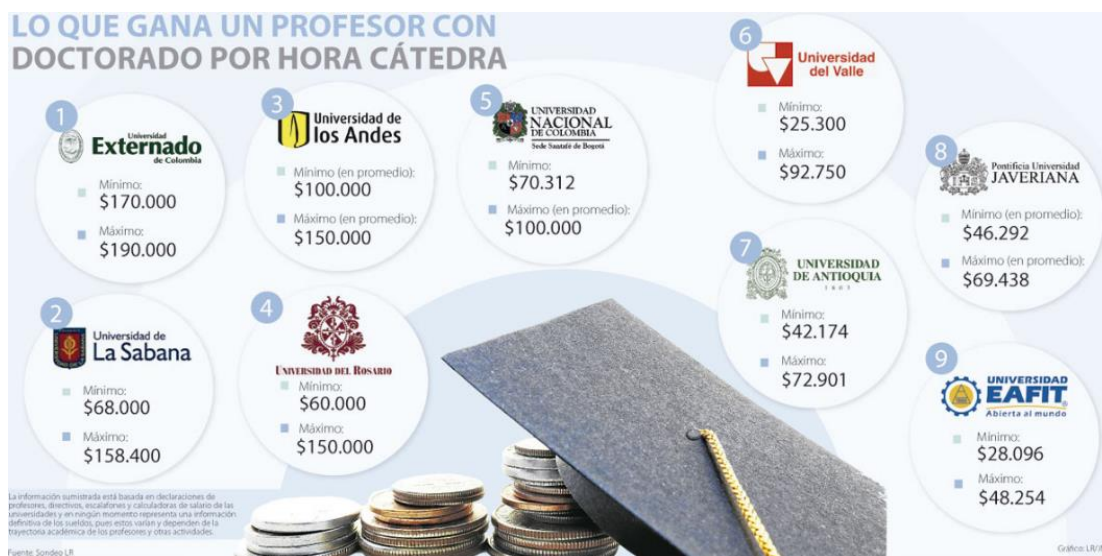 LO QUE GANA UN PROFESOR CON
DOCTORADO POR HORA CÁTEDRA
1
Universidad
Externado
de Colombia
Mínimo:
$170.000
Máximo:
$190.000
2
Universidad de
La Sabana
Mínimo:
$68.000
Máximo:
$158.400
3
Universidad de
los Andes
Mínimo (en promedio):
$100.000
Máximo (en promedio):
$150.000
4
UNIVERSIDAD DEL ROSARIO
Mínimo:
$60.000
Máximo:
$150.000
5
UNIVERSIDAD
NACIONAL
DE COLOMBIA
Sede Santafé de Bogotá
Mínimo:
$70.312
Máximo (en promedio):
$100.000
6
Universidad
del Valle
Mínimo:
$25.300
Máximo:
$92.750
7
UNIVERSIDAD
DE ANTIOQUIA
1803
Mínimo:
$42.174
Máximo:
$72.901
8
Pontificia Universidad
JAVERIANA
Mínimo (en promedio):
$46.292
Máximo (en promedio):
$69.438
9
UNIVERSIDAD
EAFIT
Abierta al mundo
Mínimo:
$28.096
Máximo:
$48.254
La información sumistrada está basada en declaraciones de
profesores, directivos, escalafones y calculadoras de salario de las
universidades y en ningún momento representa una información
definitiva de los sueldos, pues estos varían y dependen de la
trayectoria académica de los profesores y otras actividades.
Fuente: Sondeo LR
Gráfico: LR/